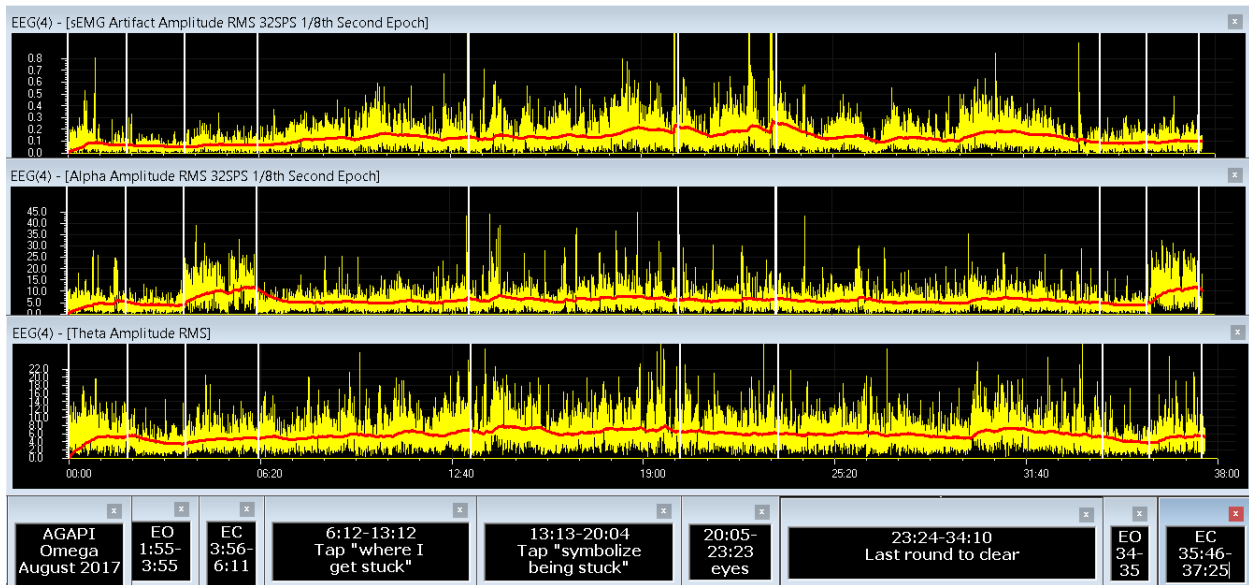 EEG(4) - [sEMG Artifact Amplitude RMS 32SPS 1/8th Second Epoch]
x
0.8
0.7
0.6
0.5
0.4
0.3
0.2
0.1
0.0
EEG(4) - [Alpha Amplitude RMS 32SPS 1/8th Second Epoch]
x
45.0
40.0
35.0
30.0
25.0
20.0
15.0
10.0
5.0
0.0
EEG(4) - [Theta Amplitude RMS]
x
22.0
20.0
18.0
16.0
14.0
12.0
10.0
8.0
6.0
4.0
2.0
0.0
00:00 06:20 12:40 19:00 25:20 31:40 38:00
x x x x x x x x x
AGAPI
Omega
August 2017
EO
1:55-
3:55
EC
3:56-
6:11
6:12-13:12
Tap "where I
get stuck"
13:13-20:04
Tap "symbolize
being stuck"
20:05-
23:23
eyes
23:24-34:10
Last round to clear
EO
34-
35
EC
35:46-
37:25